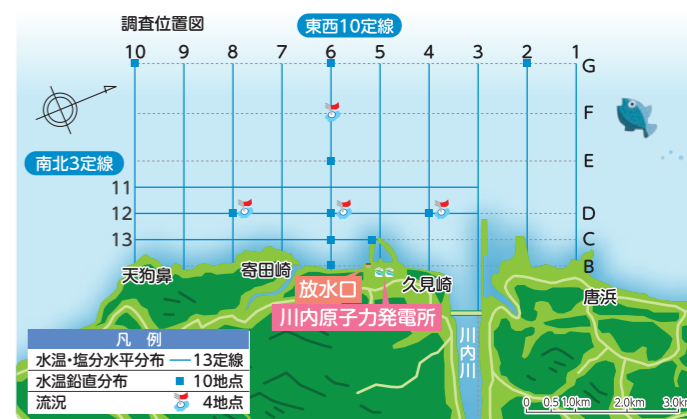 調査位置図
東西10定線
10 9 8 7 6 5 4 3 2 1
G
F
E
南北3定線
11
12
D
13
C
B
天狗鼻
寄田崎
放水口
久見崎
唐浜
川内原子力発電所
川内川
凡 例
水温・塩分水平分布 13定線
水温鉛直分布 10地点
流況 4地点
0 0.5 1.0km 2.0km 3.0km